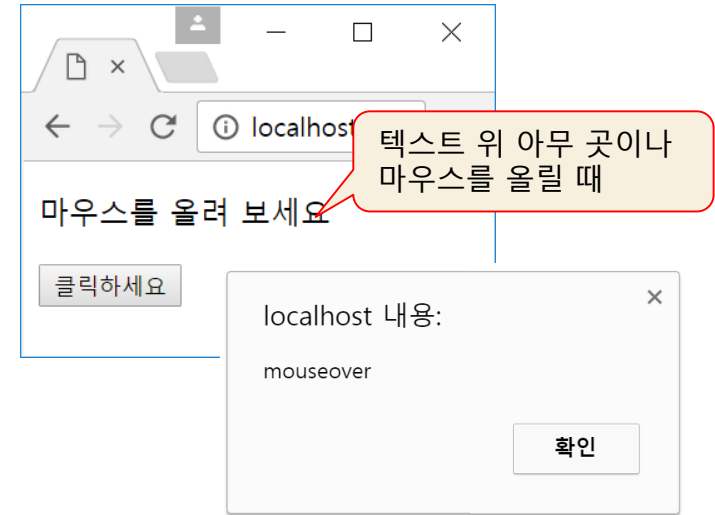 localhost
텍스트 위 아무 곳이나
마우스를 올릴 때
마우스를 올려 보세요
클릭하세요
localhost 내용:
mouseover
확인